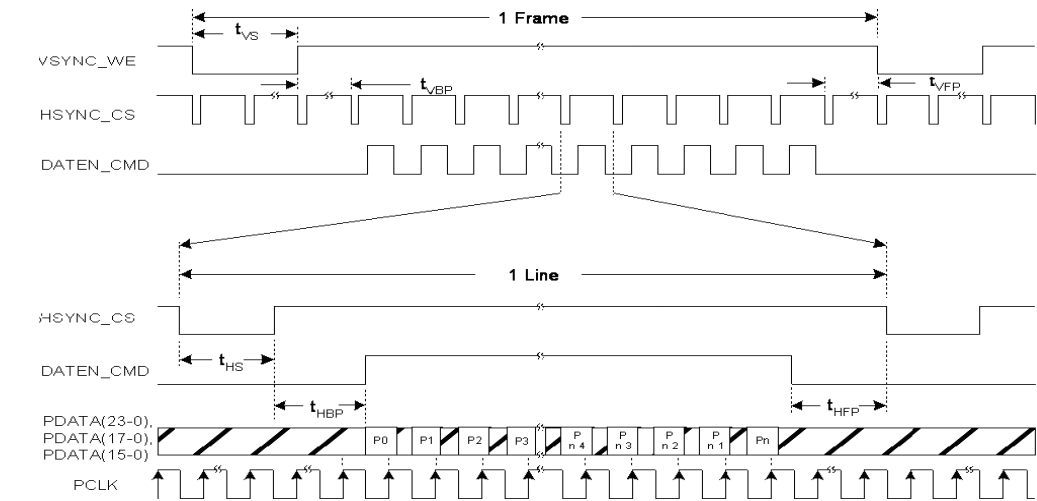 1 Frame
tVS
VSYNC_WE
tVBP
tVFP
HSYNC_CS
DATEN_CMD
1 Line
HSYNC_CS
tHS
DATEN_CMD
tHBP
tHFP
PDATA(23-0),
PDATA(17-0),
PDATA(15-0)
P0 P1 P2 P3 P n 4 P n 3 P n 2 P n 1 Pn
PCLK